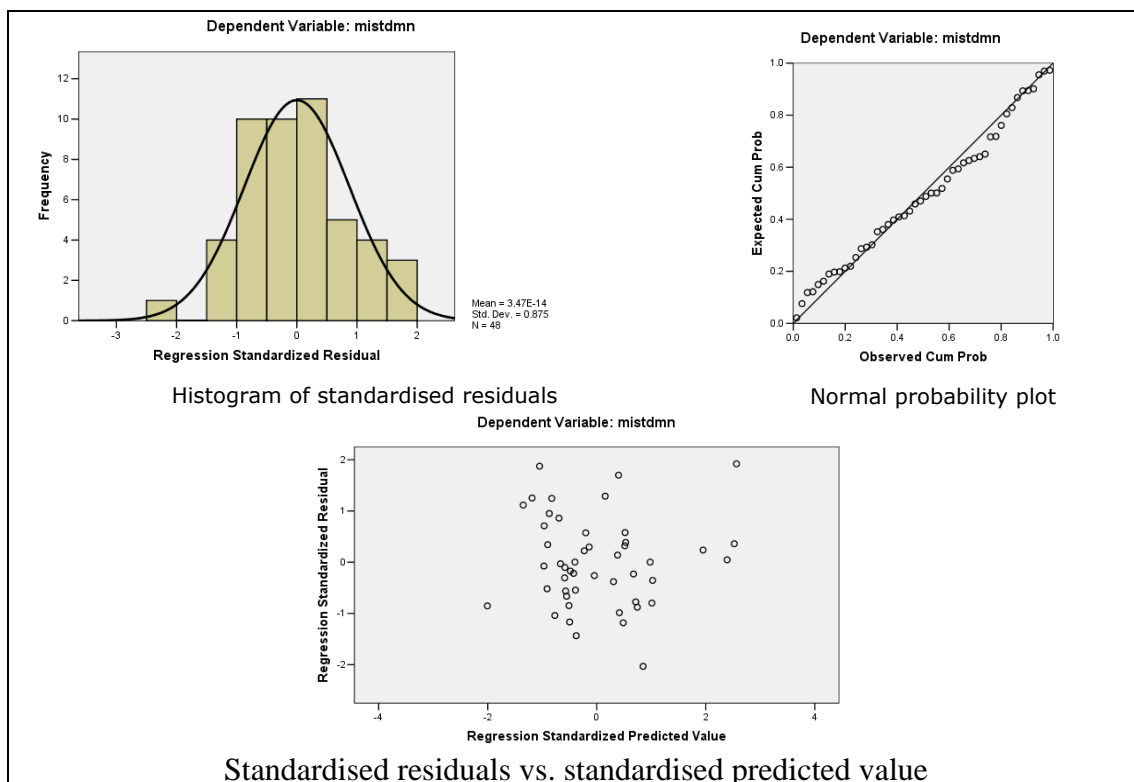 Dependent Variable: mistdmn
12
10
8
6
4
2
0
Frequency
-3
-2
-1
0
1
2
Regression Standardized Residual
Mean = 3.47E-14
Std. Dev. = 0.875
N = 48
Histogram of standardised residuals
Dependent Variable: mistdmn
1.0
0.8
0.6
0.4
0.2
0.0
Expected Cum Prob
0.0
0.2
0.4
0.6
0.8
1.0
Observed Cum Prob
Normal probability plot
Dependent Variable: mistdmn
2
1
0
-1
-2
Regression Standardized Residual
-4
-2
0
2
4
Regression Standardized Predicted Value
Standardised residuals vs. standardised predicted value